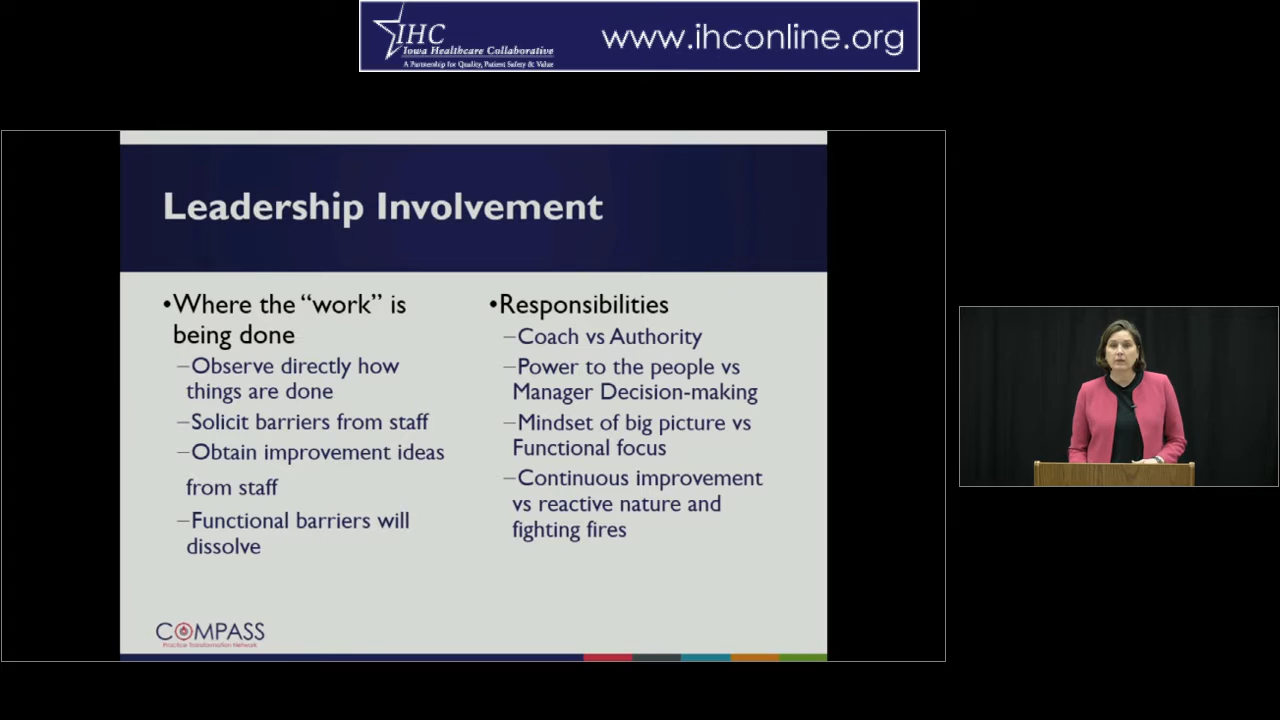 IHC
Iowa Healthcare Collaborative
A Partnership for Quality, Patient Safety & Value
www.ihconline.org
Leadership Involvement
•Where the “work” is
being done
–Observe directly how
things are done
–Solicit barriers from staff
–Obtain improvement ideas
from staff
–Functional barriers will
dissolve
•Responsibilities
–Coach vs Authority
–Power to the people vs
Manager Decision-making
–Mindset of big picture vs
Functional focus
–Continuous improvement
vs reactive nature and
fighting fires
COMPASS
Practice Transformation Network